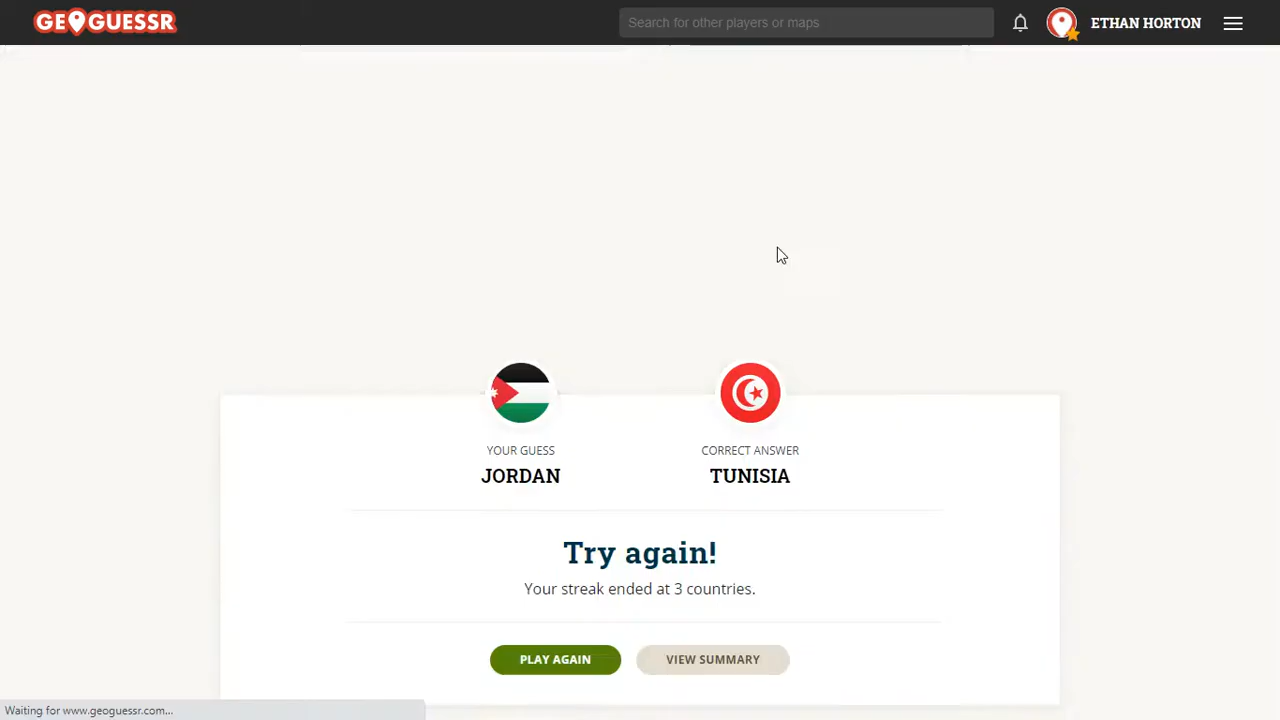 GEOGUESSR
Search for other players or maps
ETHAN HORTON
YOUR GUESS
JORDAN
CORRECT ANSWER
TUNISIA
Try again!
Your streak ended at 3 countries.
PLAY AGAIN
VIEW SUMMARY
Waiting for www.geoguessr.com...